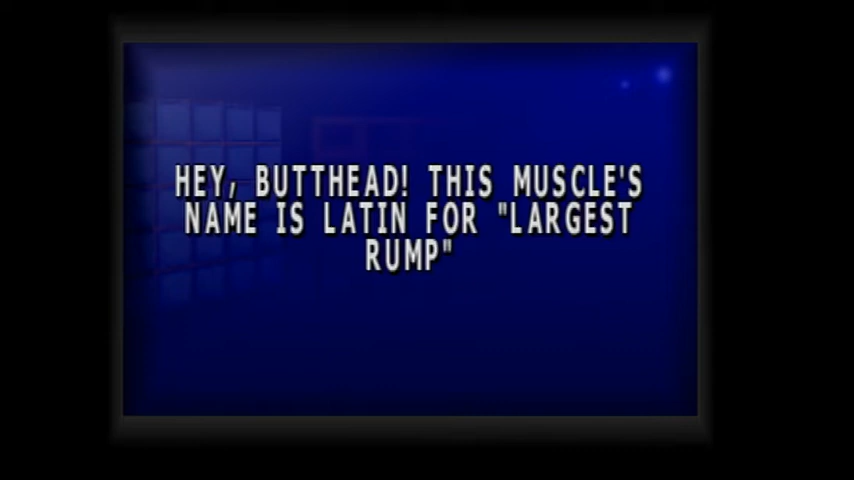 HEY, BUTTHEAD! THIS MUSCLE'S
NAME IS LATIN FOR "LARGEST
RUMP"